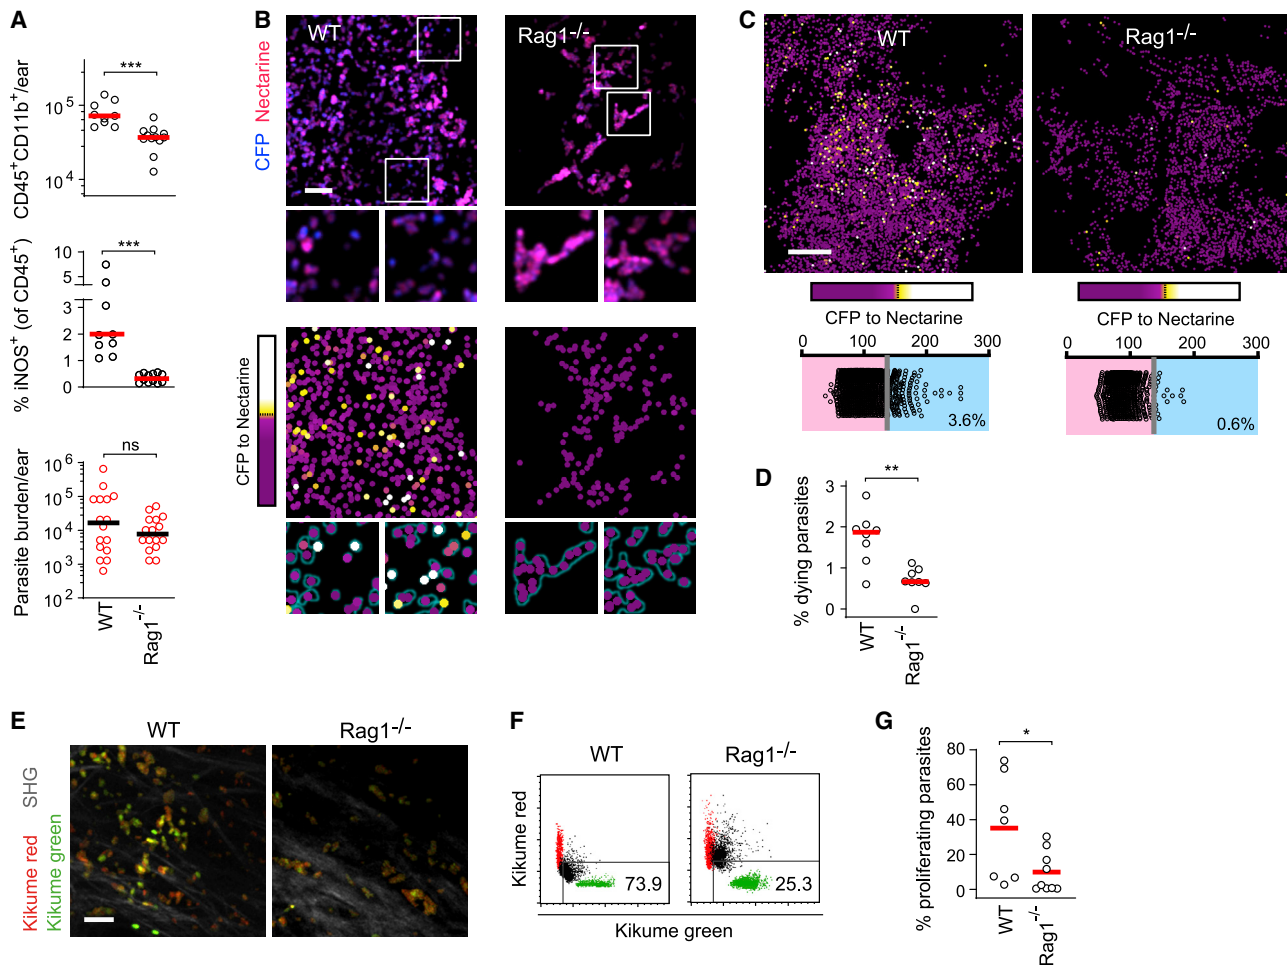 A
CD45+CD11b+/ear
***
10^5
10^4
% iNOS+ (of CD45+)
***
10
5
3
2
1
0
Parasite burden/ear
ns
10^6
10^5
10^4
10^3
10^2
WT
Rag1-/-
B
CFP Nectarine
WT
Rag1-/-
CFP to Nectarine
C
WT
Rag1-/-
CFP to Nectarine
0 100 200 300
3.6%
CFP to Nectarine
0 100 200 300
0.6%
D
% dying parasites
**
3
2
1
0
WT
Rag1-/-
E
WT
Rag1-/-
Kikume red SHG
Kikume green
F
WT
Rag1-/-
Kikume red
73.9
25.3
Kikume green
G
% proliferating parasites
*
80
60
40
20
0
WT
Rag1-/-